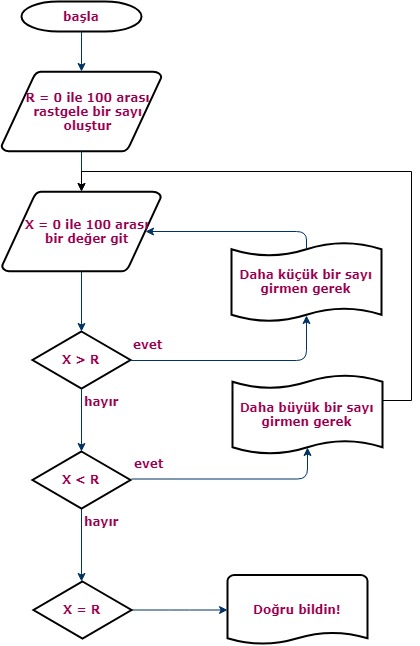 başla
R = 0 ile 100 arası
rastgele bir sayı
oluştur
X = 0 ile 100 arası
bir değer git
Daha küçük bir sayı
girmen gerek
X > R
evet
hayır
Daha büyük bir sayı
girmen gerek
X < R
evet
hayır
X = R
Doğru bildin!